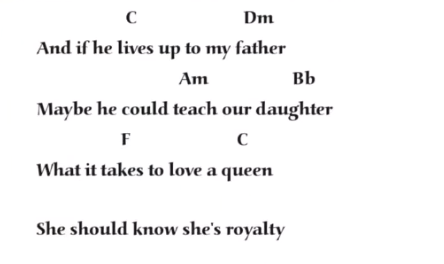 C Dm
And if he lives up to my father
Am Bb
Maybe he could teach our daughter
F C
What it takes to love a queen
She should know she's royalty